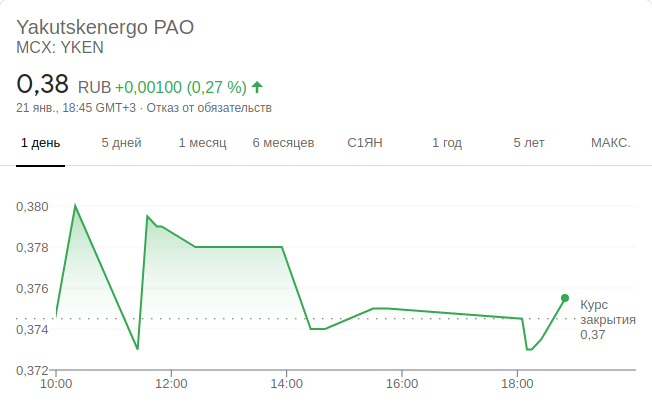 Yakutskenergo PAO
MCX: YKEN
0,38 RUB +0,00100 (0,27 %)
21 янв., 18:45 GMT+3 · Отказ от обязательств
1 день 5 дней 1 месяц 6 месяцев С1ЯН 1 год 5 лет МАКС.
0,380
0,378
0,376
0,374
0,372
Курс
закрытия
0,37
10:00 12:00 14:00 16:00 18:00